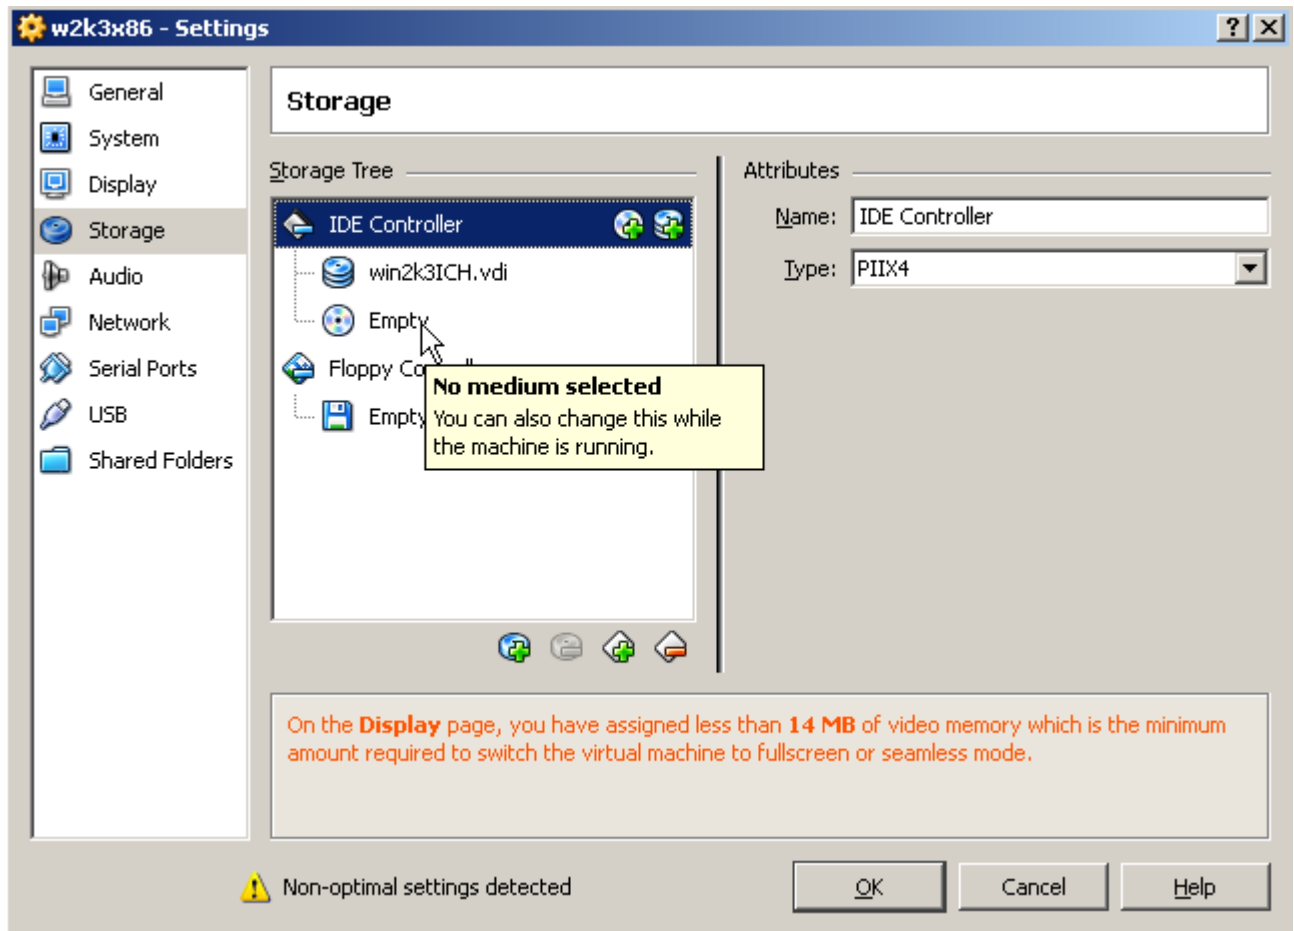 w2k3x86 - Settings
General
System
Display
Storage
Audio
Network
Serial Ports
USB
Shared Folders
Storage
Storage Tree
IDE Controller
win2k3ICH.vdi
Empty
Floppy Co
Empty
No medium selected
You can also change this while
the machine is running.
Attributes
Name: IDE Controller
Type: PIIX4
On the Display page, you have assigned less than 14 MB of video memory which is the minimum
amount required to switch the virtual machine to fullscreen or seamless mode.
Non-optimal settings detected
OK
Cancel
Help